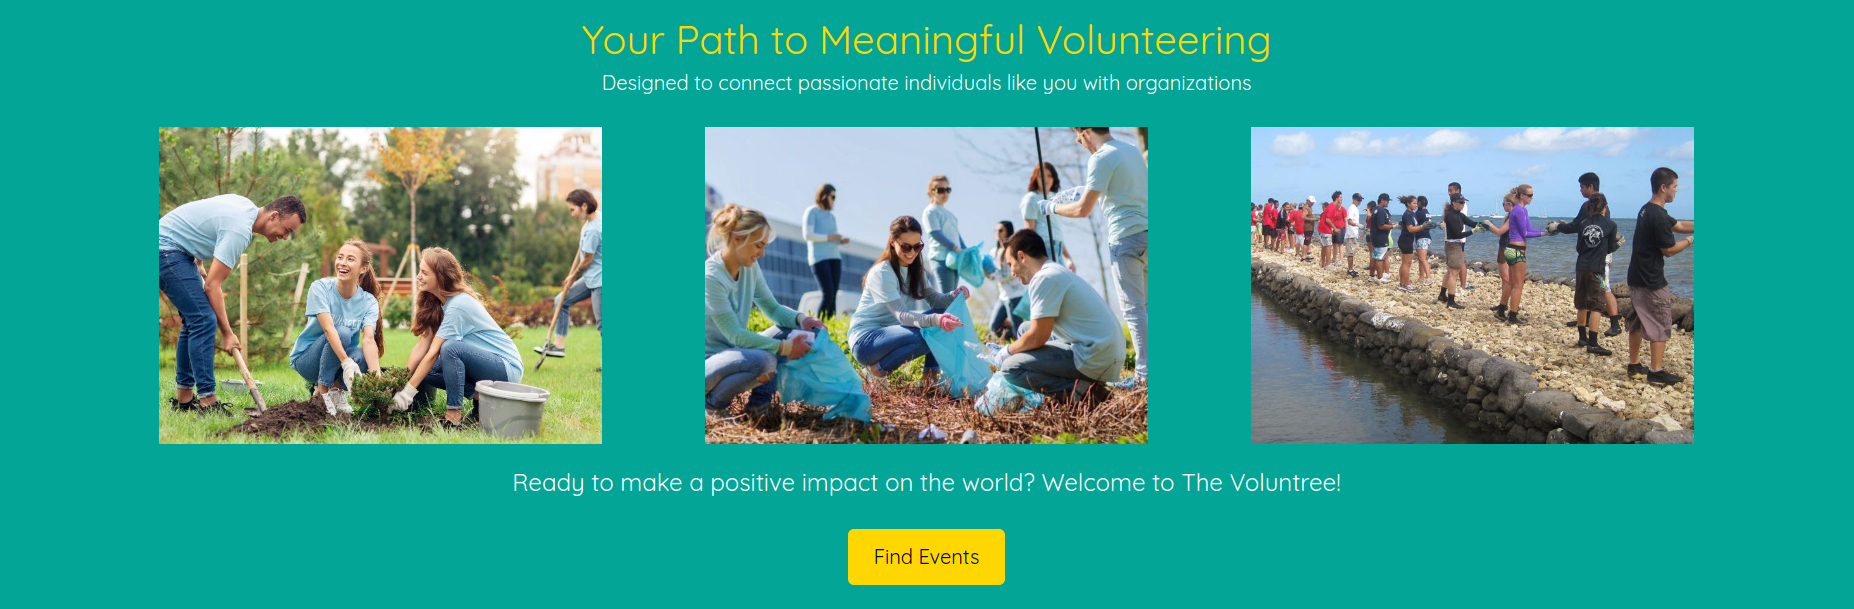 Your Path to Meaningful Volunteering
Designed to connect passionate individuals like you with organizations
Ready to make a positive impact on the world? Welcome to The Voluntree!
Find Events